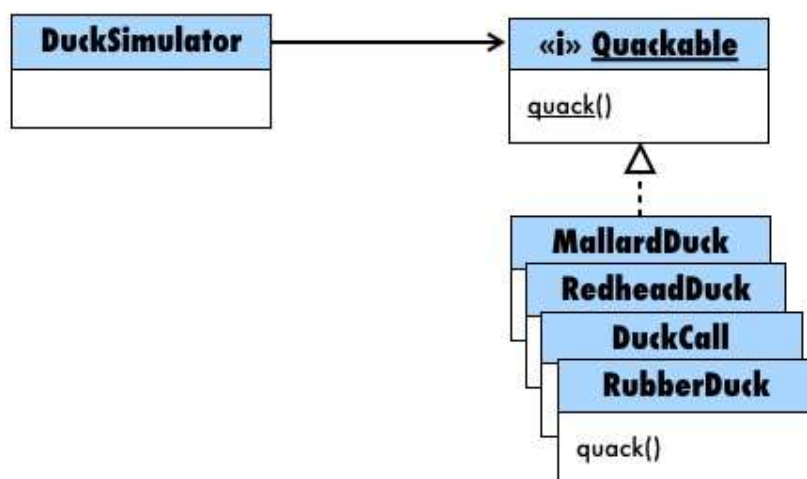 DuckSimulator
«i» Quackable
quack()
MallardDuck
RedheadDuck
DuckCall
RubberDuck
quack()